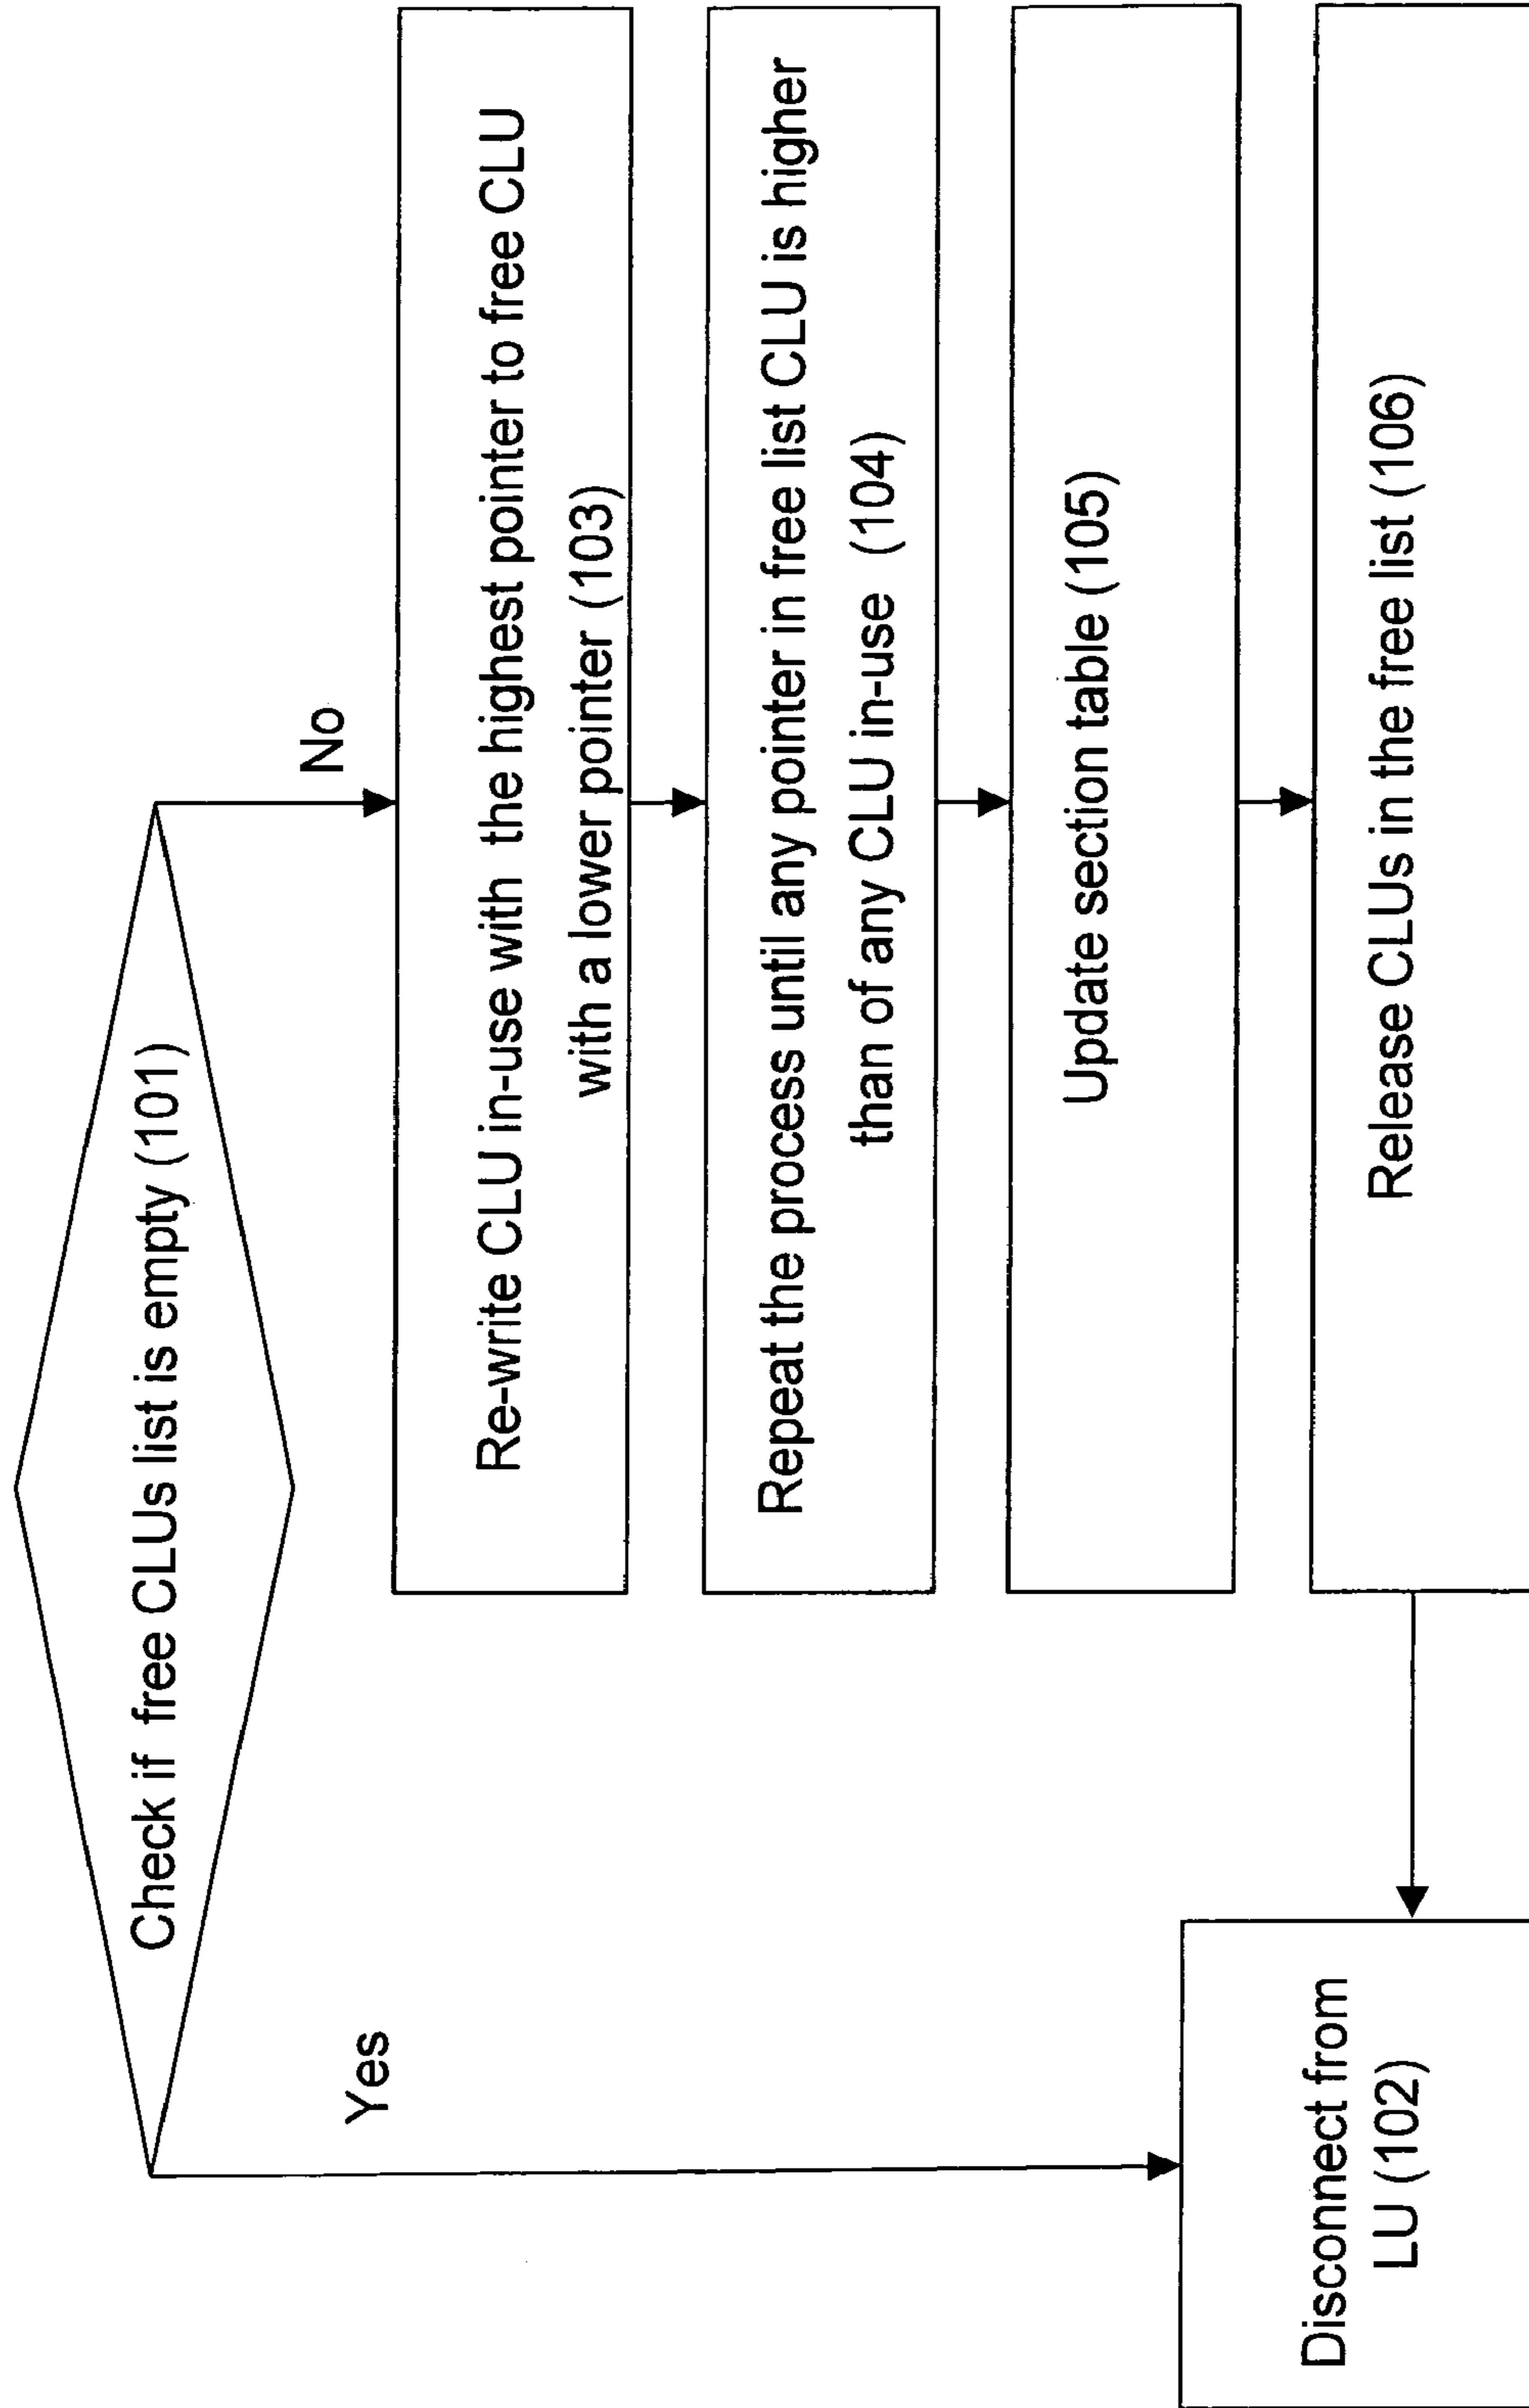 Check if free CLUs list is empty (101)
Yes
No
Re-write CLU in-use with the highest pointer to free CLU
with a lower pointer (103)
Repeat the process until any pointer in free list CLU is higher
than of any CLU in-use (104)
Update section table (105)
Release CLUs in the free list (106)
Disconnect from
LU (102)